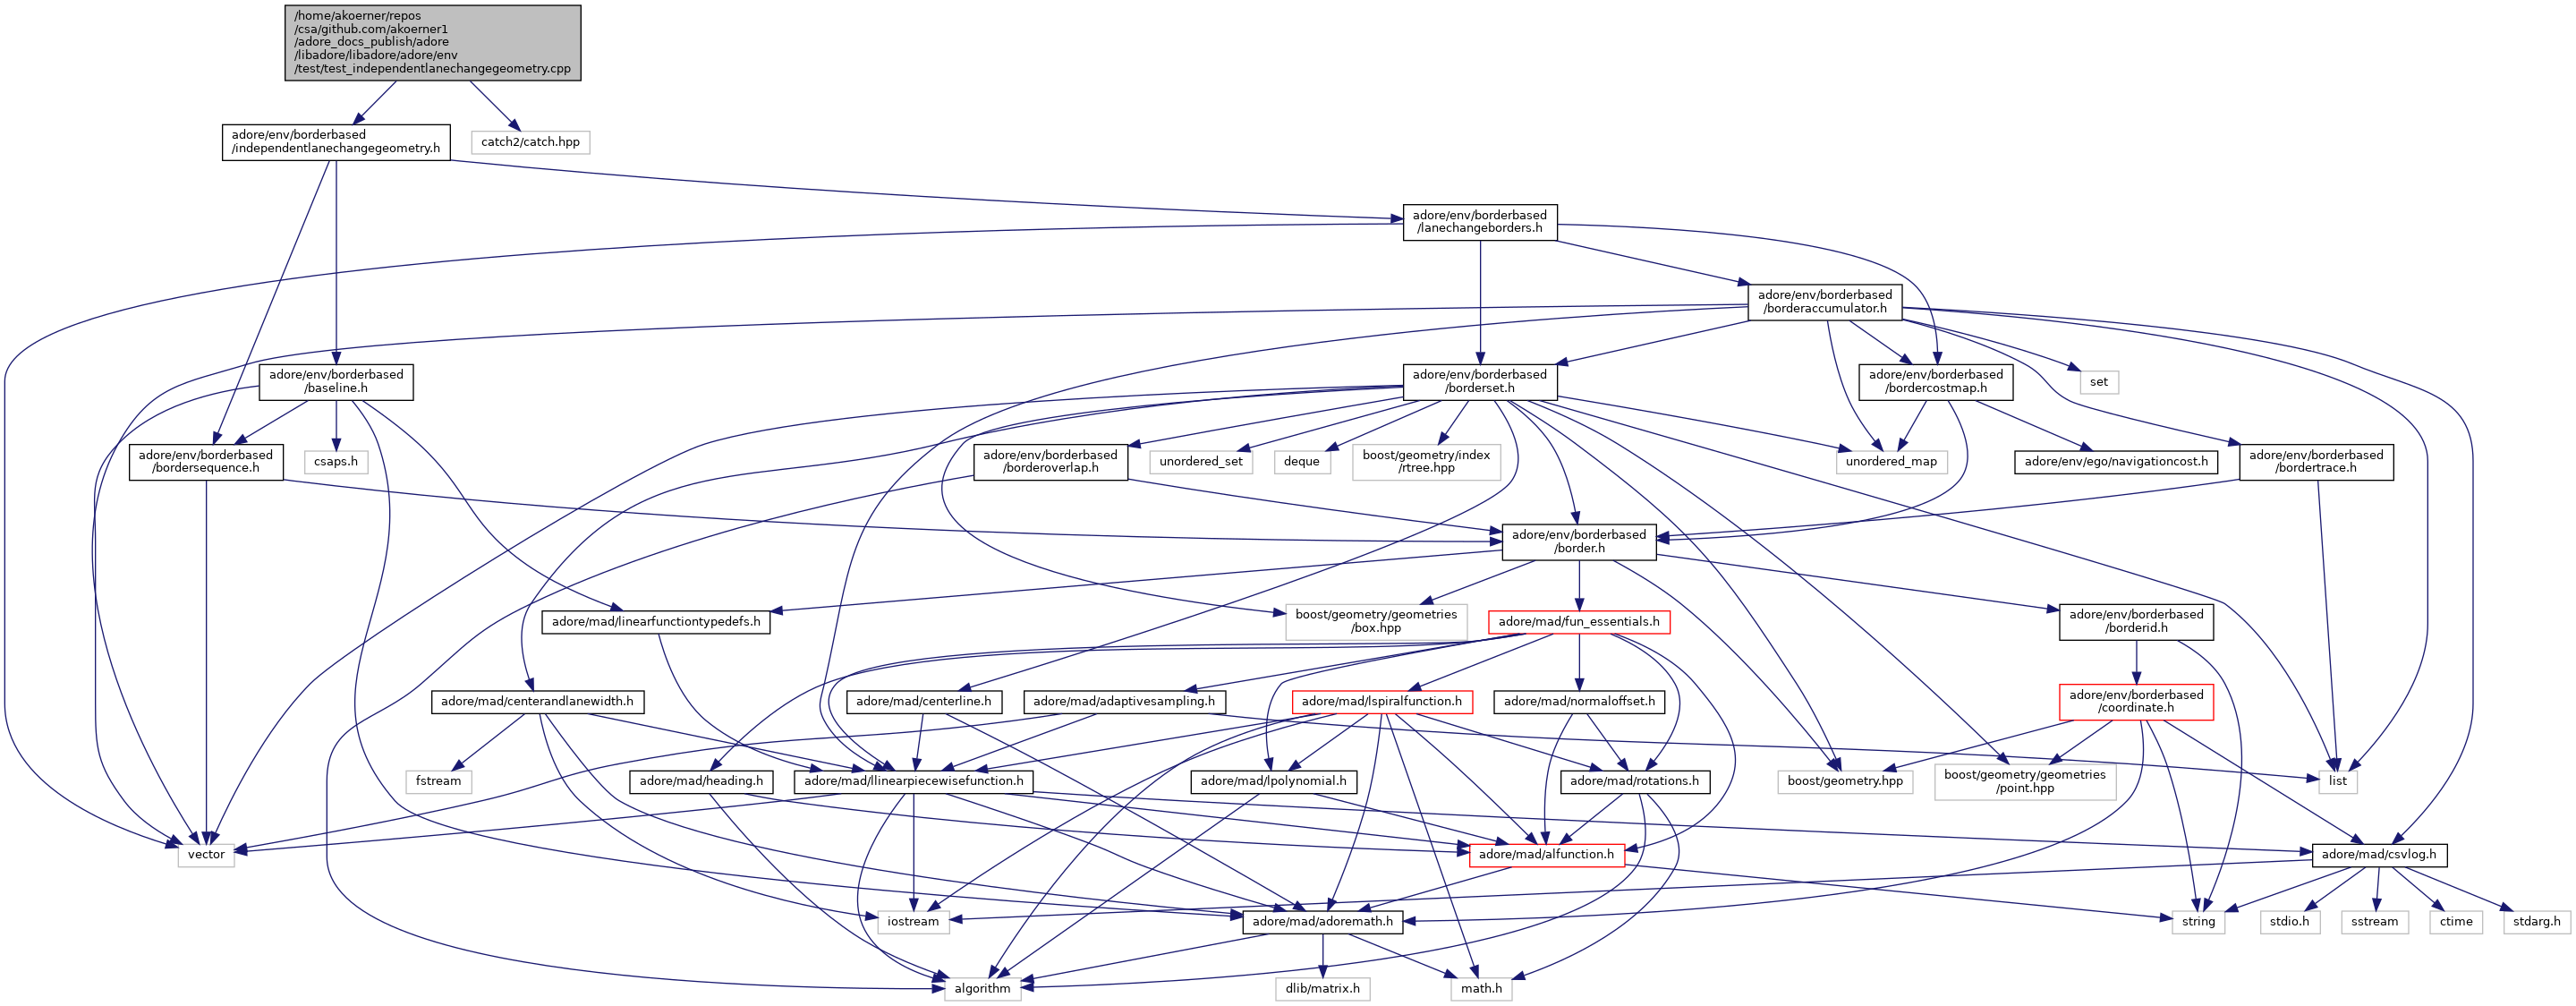 /home/akoerner/repos
/csa/github.com/akoerner1
/adore_docs_publish/adore
/libadore/libadore/adore/env
/test/test_independentlanechangegeometry.cpp
adore/env/borderbased
/independentlanechangegeometry.h
catch2/catch.hpp
adore/env/borderbased
/lanechangeborders.h
adore/env/borderbased
/borderaccumulator.h
adore/env/borderbased
/baseline.h
adore/env/borderbased
/borderset.h
adore/env/borderbased
/bordercostmap.h
set
adore/env/borderbased
/bordersequence.h
csaps.h
adore/env/borderbased
/borderoverlap.h
unordered_set
deque
boost/geometry/index
/rtree.hpp
unordered_map
adore/env/ego/navigationcost.h
adore/env/borderbased
/bordertrace.h
adore/env/borderbased
/border.h
adore/mad/linearfunctiontypedefs.h
boost/geometry/geometries
/box.hpp
adore/mad/fun_essentials.h
adore/env/borderbased
/borderid.h
adore/mad/centerandlanewidth.h
adore/mad/centerline.h
adore/mad/adaptivesampling.h
adore/mad/lspiralfunction.h
adore/mad/normaloffset.h
adore/env/borderbased
/coordinate.h
fstream
adore/mad/heading.h
adore/mad/llinearpiecewisefunction.h
adore/mad/lpolynomial.h
adore/mad/rotations.h
boost/geometry.hpp
boost/geometry/geometries
/point.hpp
list
vector
adore/mad/alfunction.h
adore/mad/csvlog.h
iostream
adore/mad/adoremath.h
string
stdio.h
sstream
ctime
stdarg.h
algorithm
dlib/matrix.h
math.h